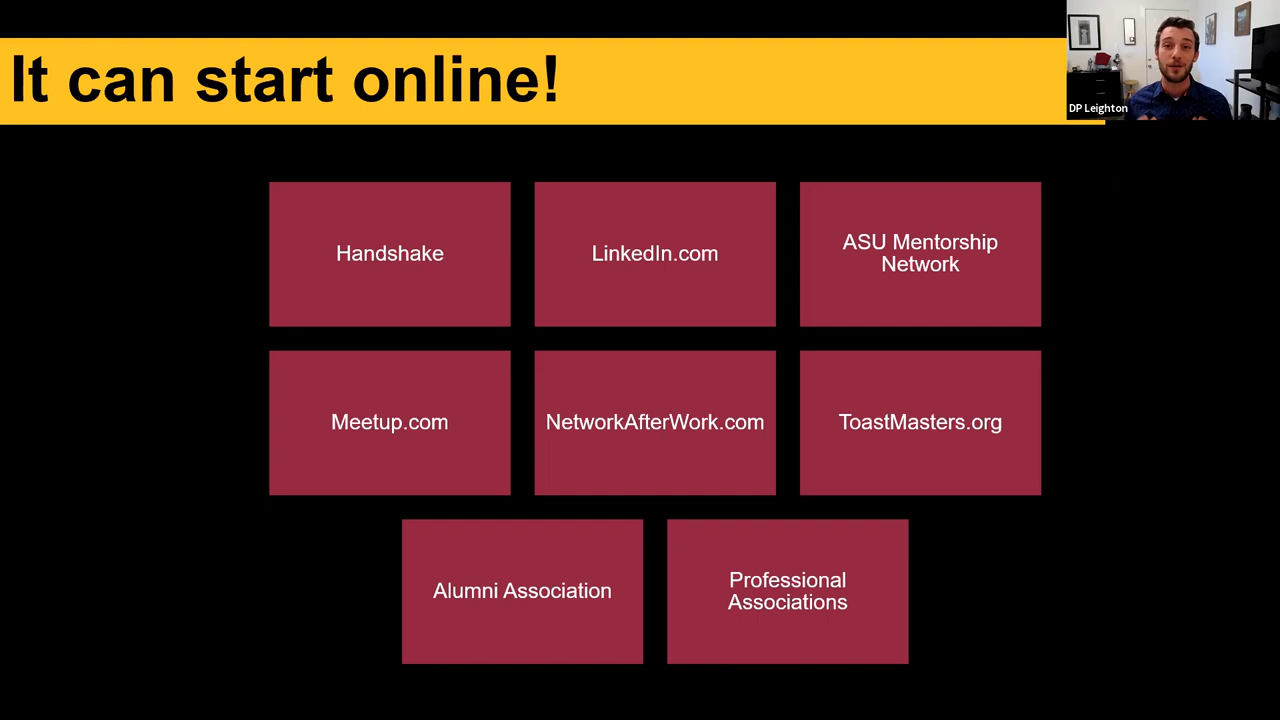 It can start online!
DP Leighton
Handshake
LinkedIn.com
ASU Mentorship
Network
Meetup.com
NetworkAfterWork.com
ToastMasters.org
Alumni Association
Professional
Associations